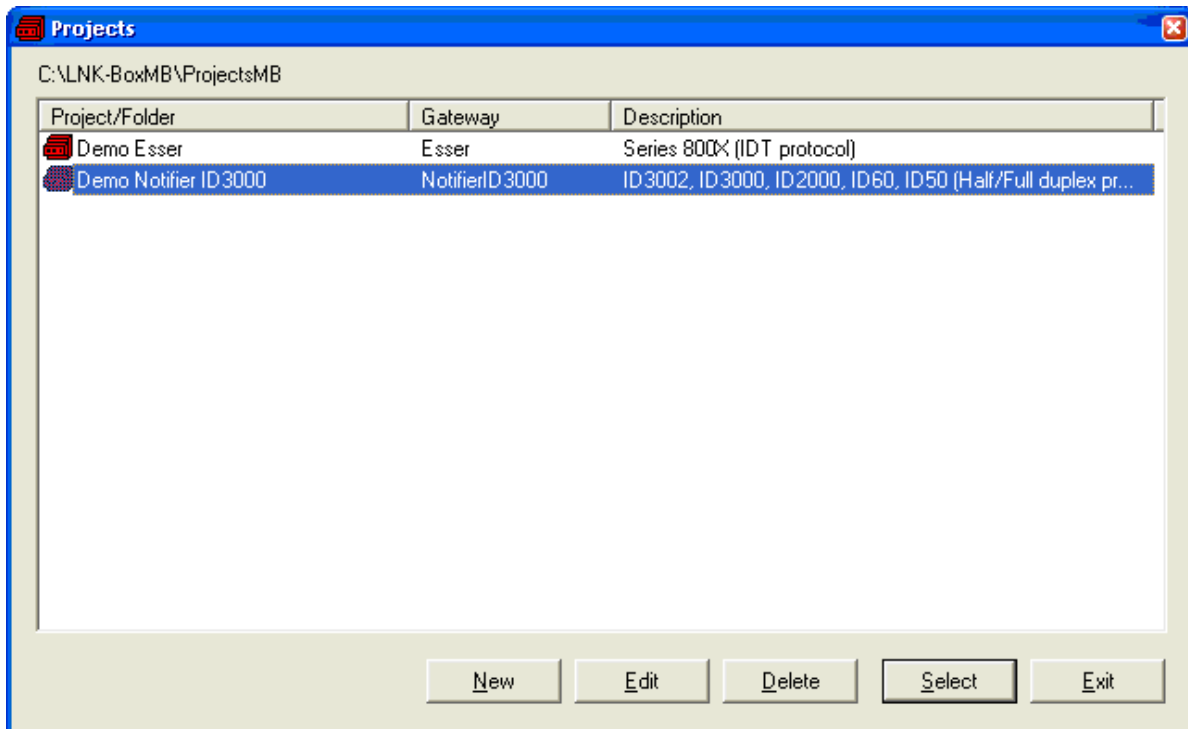 Projects
C:\LNK-BoxMB\ProjectsMB
Project/Folder Gateway Description
Demo Esser Esser Series 800X (IDT protocol)
Demo Notifier ID3000 NotifierID3000 ID3002, ID3000, ID2000, ID60, ID50 (Half/Full duplex pr...
New Edit Delete Select Exit